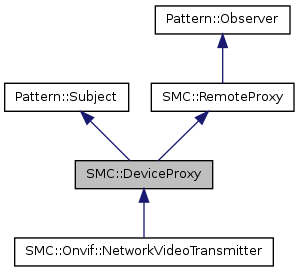 Pattern::Observer
Pattern::Subject
SMC::RemoteProxy
SMC::DeviceProxy
SMC::Onvif::NetworkVideoTransmitter